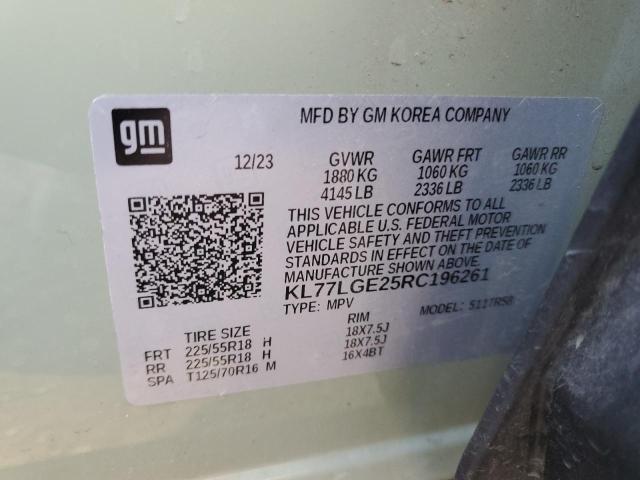 gm
MFD BY GM KOREA COMPANY
12/23 GVWR GAWR FRT GAWR RR
1880 KG 1060 KG 1060 KG
4145 LB 2336 LB 2336 LB
THIS VEHICLE CONFORMS TO ALL
APPLICABLE U.S. FEDERAL MOTOR
VEHICLE SAFETY AND THEFT PREVENTION
STANDARDS IN EFFECT ON THE DATE OF
MANUFACTURE SHOWN ABOVE.
KL77LGE25RC196261
TYPE: MPV MODEL: 511TR58
TIRE SIZE RIM
FRT 225/55R18 H 18X7.5J
RR 225/55R18 H 18X7.5J
SPA T125/70R16 M 16X4BT